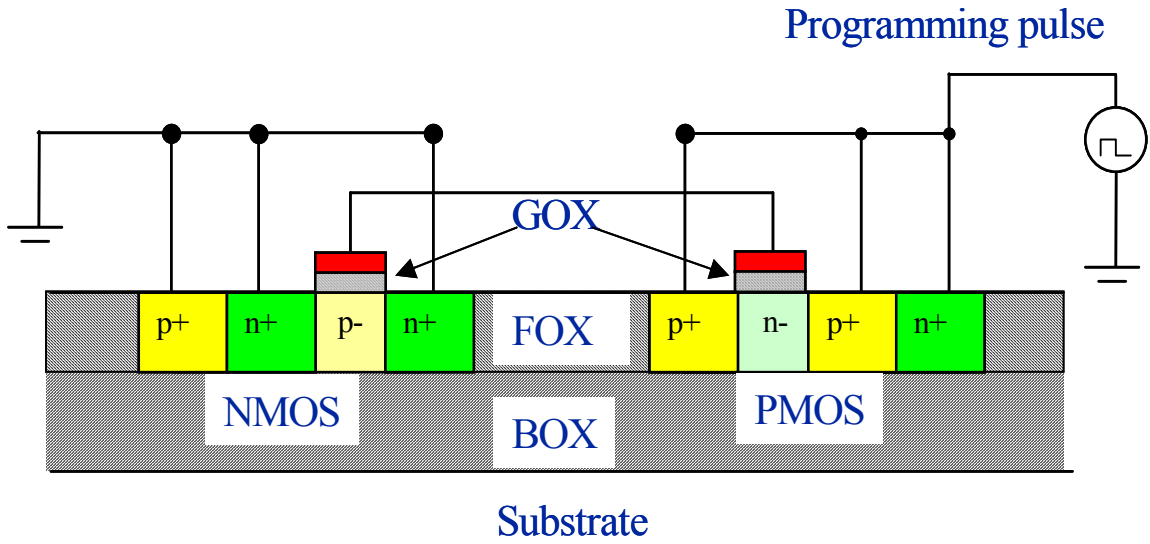 Programming pulse
GOX
p+ n+ p- n+ FOX p+ n- p+ n+
NMOS PMOS
BOX
Substrate